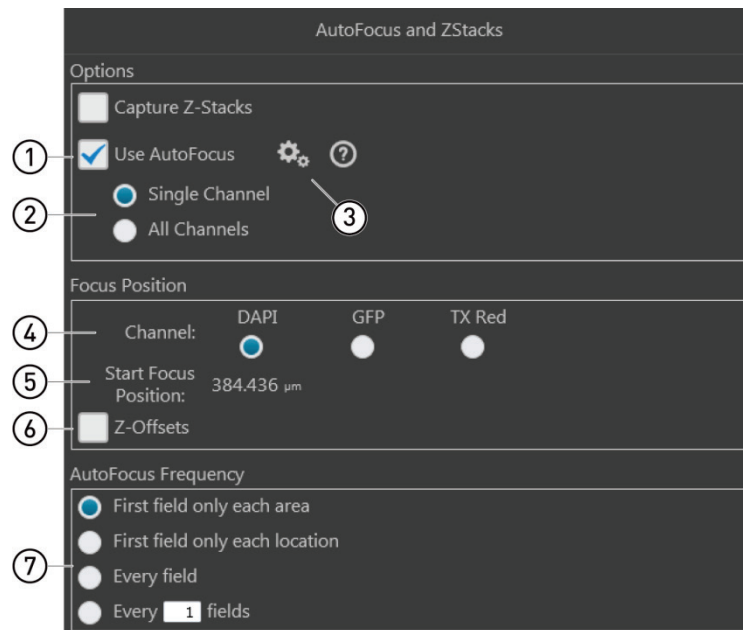 AutoFocus and ZStacks
Options
Capture Z-Stacks
1 Use AutoFocus ?
Single Channel
2
3
All Channels
Focus Position
DAPI GFP TX Red
4 Channel:
5 Start Focus Position: 384.436 µm
6 Z-Offsets
AutoFocus Frequency
First field only each area
First field only each location
7
Every field
Every 1 fields